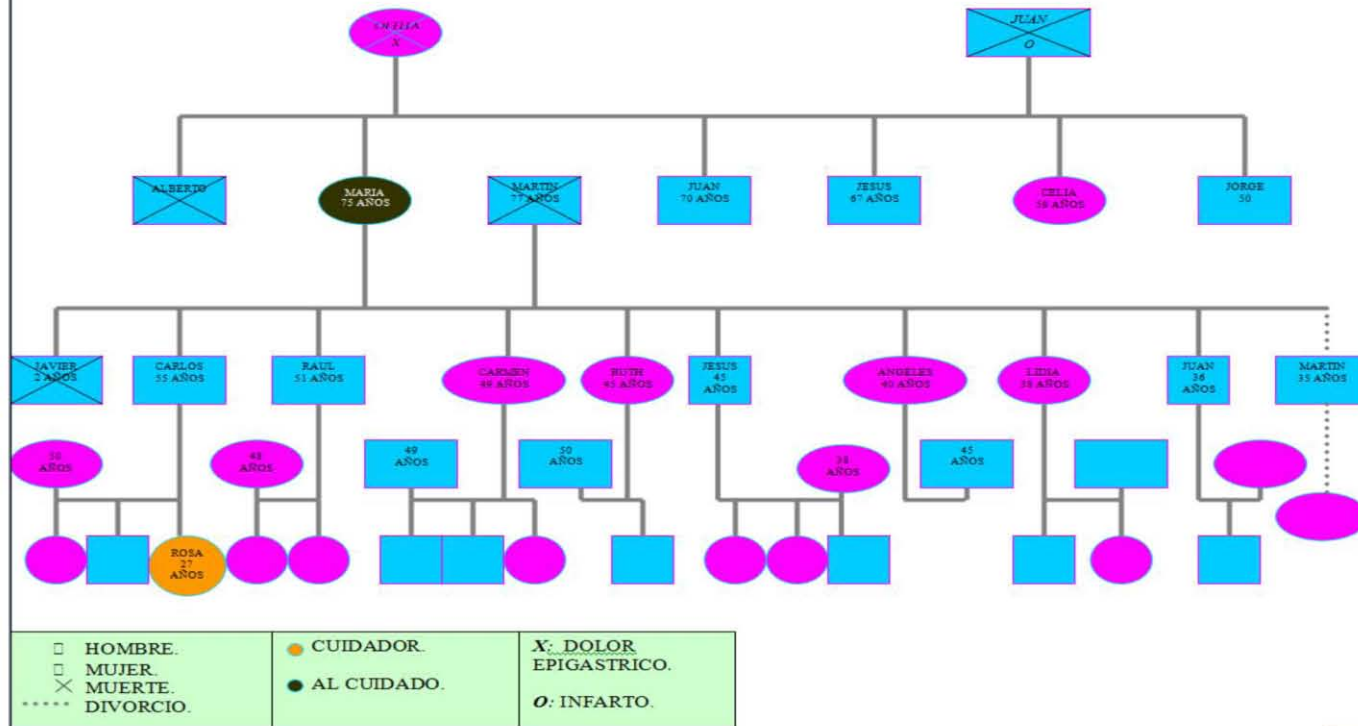 X
JUAN
O
ALBERTO
MARIA
75 AÑOS
MARTIN
77 AÑOS
JUAN
70 AÑOS
JESUS
67 AÑOS
CELIA
AÑOS
JORGE
50
JAVIER
2 AÑOS
CARLOS
55 AÑOS
RAUL
51 AÑOS
CARMEN
49 AÑOS
RUTH
45 AÑOS
JESUS
45
AÑOS
ANGELES
40 AÑOS
LIDIA
38 AÑOS
JUAN
36
AÑOS
MARTIN
35 AÑOS
AÑOS
48
AÑOS
49
AÑOS
50
AÑOS
AÑOS
45
AÑOS
ROSA
27
AÑOS
HOMBRE.
MUJER.
MUERTE.
DIVORCIO.
CUIDADOR.
AL CUIDADO.
X: DOLOR
EPIGASTRICO.
O: INFARTO.